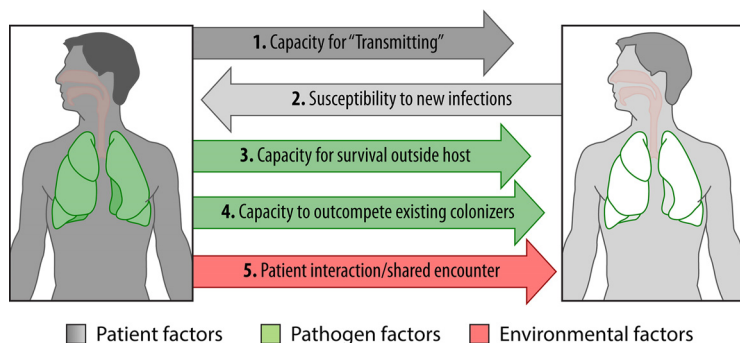 1. Capacity for “Transmitting”
2. Susceptibility to new infections
3. Capacity for survival outside host
4. Capacity to outcompete existing colonizers
5. Patient interaction/shared encounter
Patient factors
Pathogen factors
Environmental factors